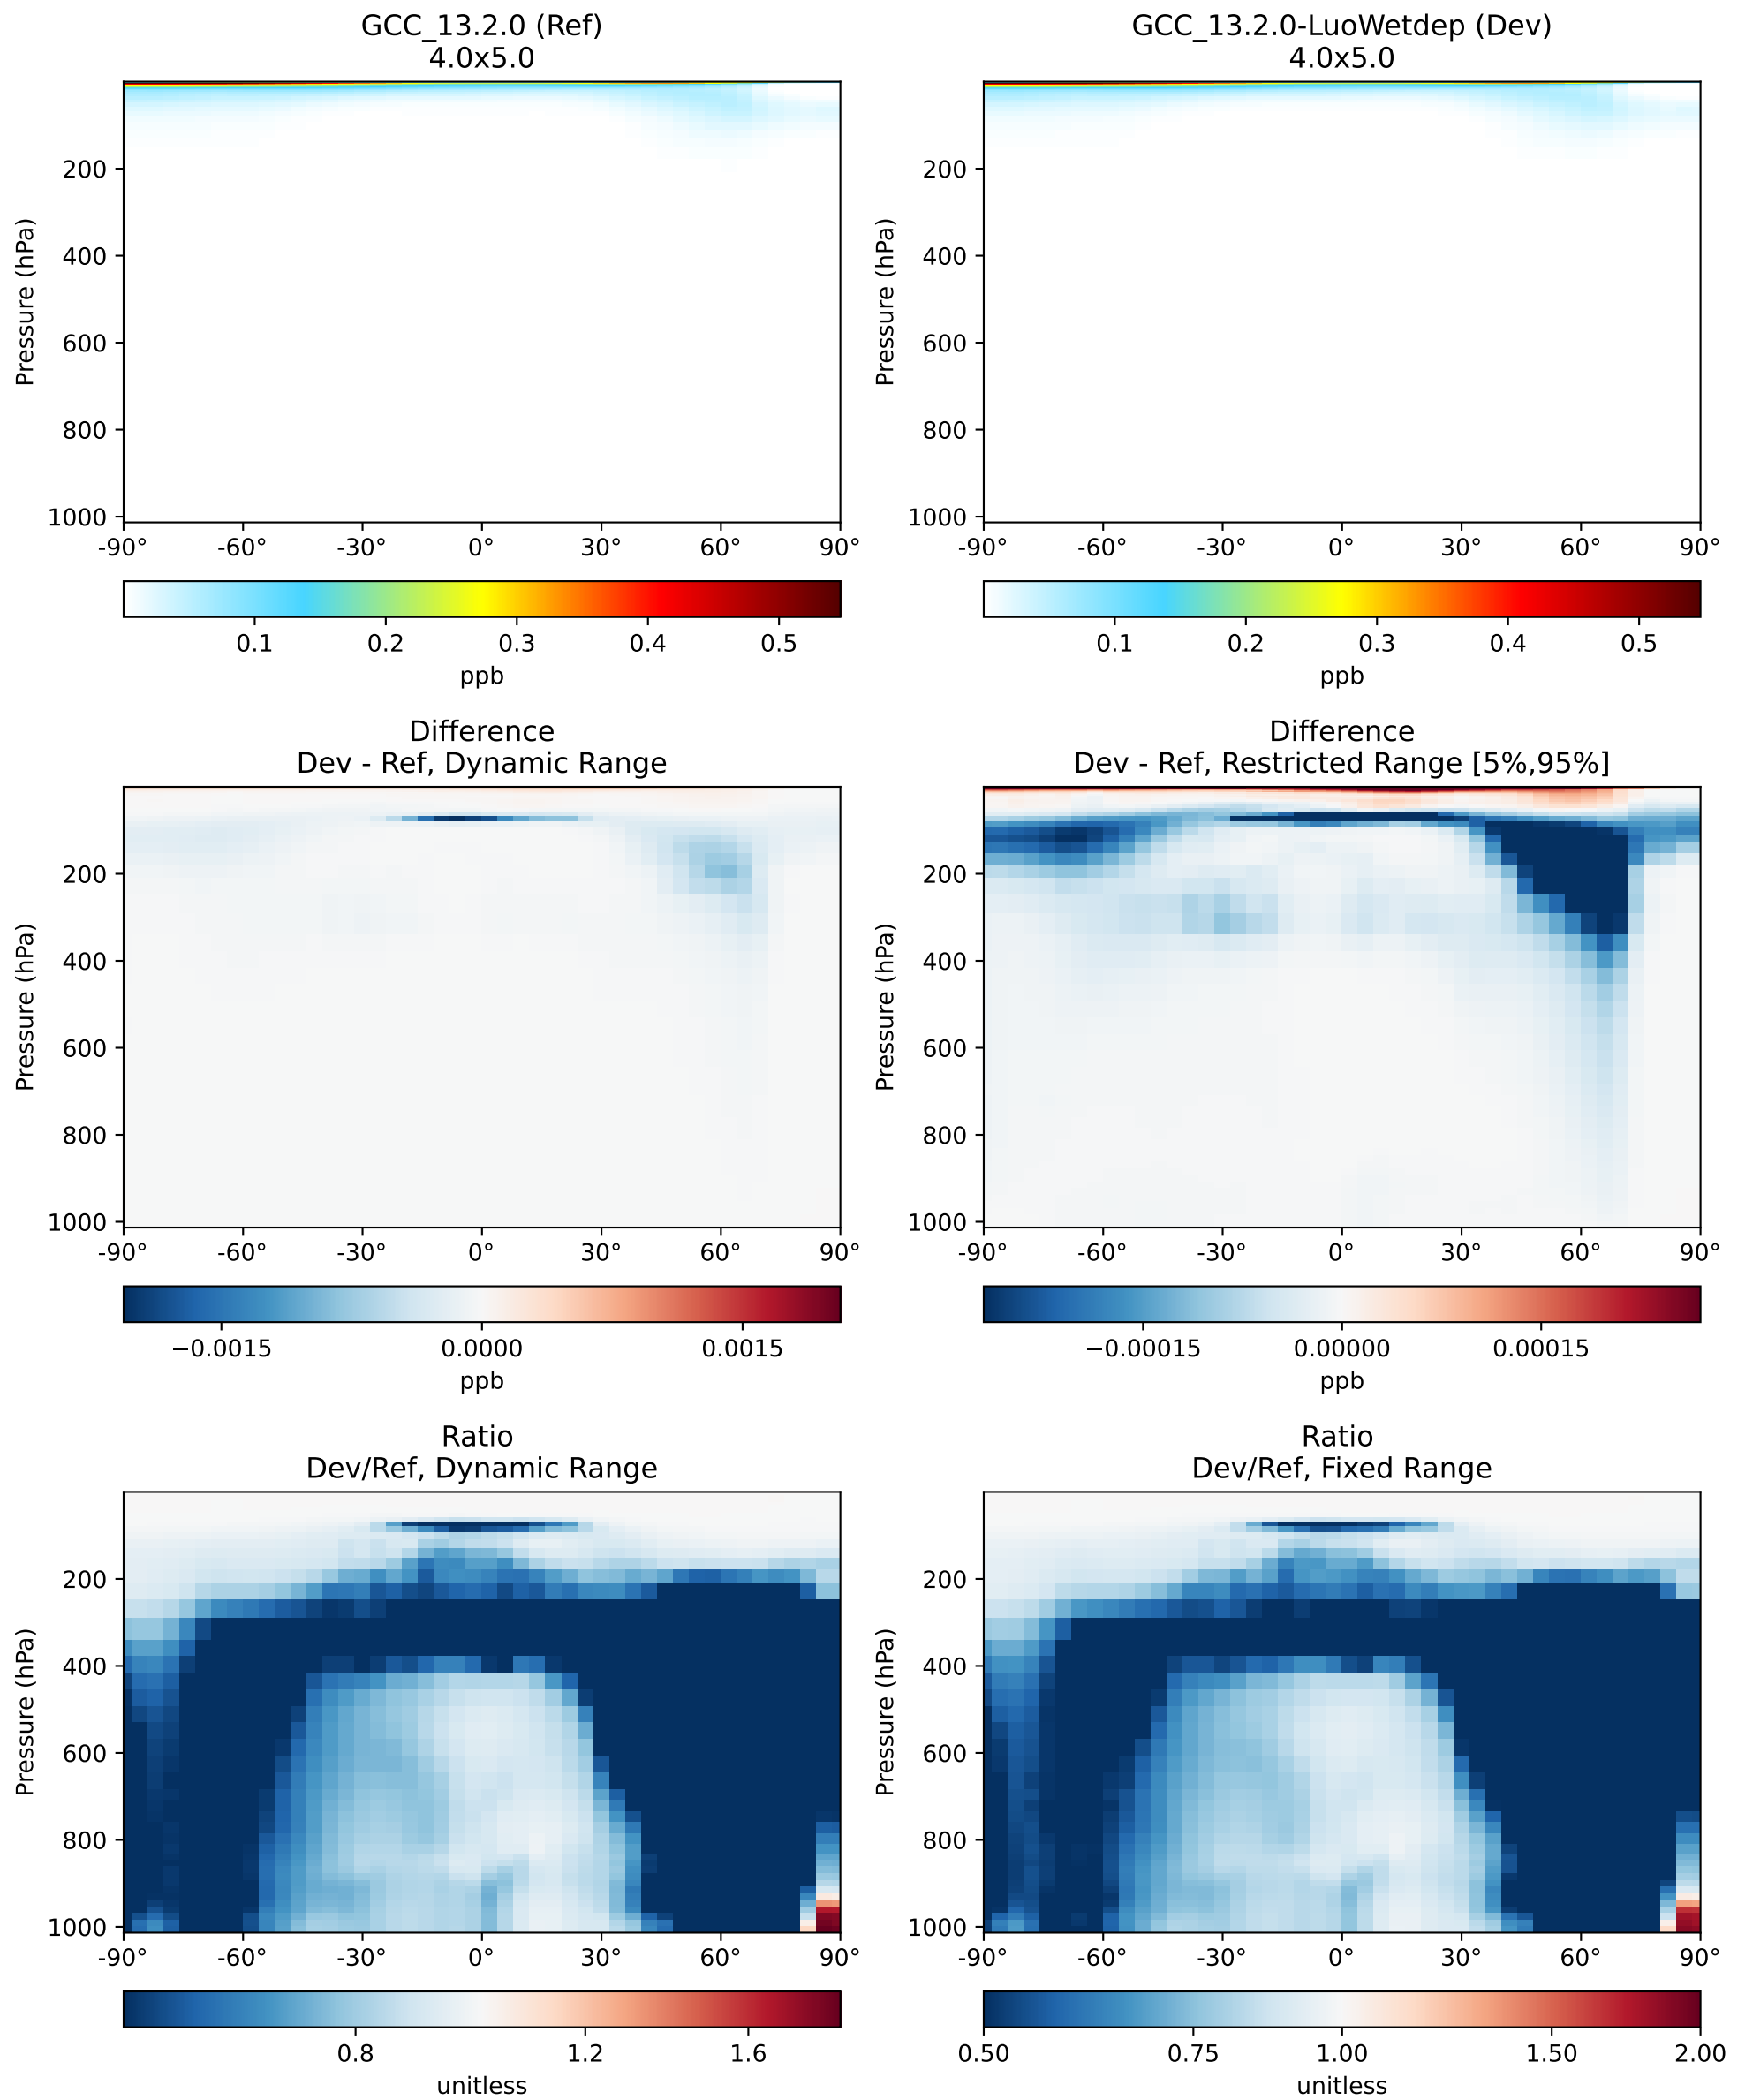 GCC_13.2.0 (Ref)
4.0x5.0
Pressure (hPa)
200
400
600
800
1000
-90° -60° -30° 0° 30° 60° 90°
0.1 0.2 0.3 0.4 0.5
ppb
GCC_13.2.0-LuoWetdep (Dev)
4.0x5.0
Pressure (hPa)
200
400
600
800
1000
-90° -60° -30° 0° 30° 60° 90°
0.1 0.2 0.3 0.4 0.5
ppb
Difference
Dev - Ref, Dynamic Range
Pressure (hPa)
200
400
600
800
1000
-90° -60° -30° 0° 30° 60° 90°
−0.0015 0.0000 0.0015
ppb
Difference
Dev - Ref, Restricted Range [5%,95%]
Pressure (hPa)
200
400
600
800
1000
-90° -60° -30° 0° 30° 60° 90°
−0.00015 0.00000 0.00015
ppb
Ratio
Dev/Ref, Dynamic Range
Pressure (hPa)
200
400
600
800
1000
-90° -60° -30° 0° 30° 60° 90°
0.8 1.2 1.6
unitless
Ratio
Dev/Ref, Fixed Range
Pressure (hPa)
200
400
600
800
1000
-90° -60° -30° 0° 30° 60° 90°
0.50 0.75 1.00 1.50 2.00
unitless